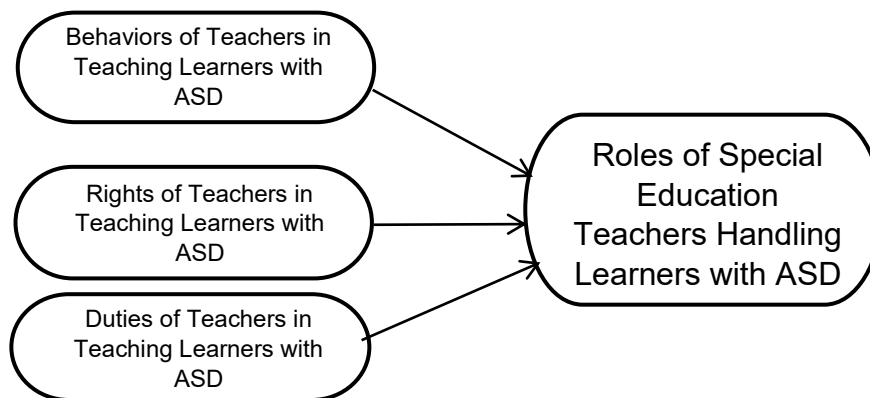 Behaviors of Teachers in
Teaching Learners with
ASD
Rights of Teachers in
Teaching Learners with
ASD
Duties of Teachers in
Teaching Learners with
ASD
Roles of Special
Education
Teachers Handling
Learners with ASD